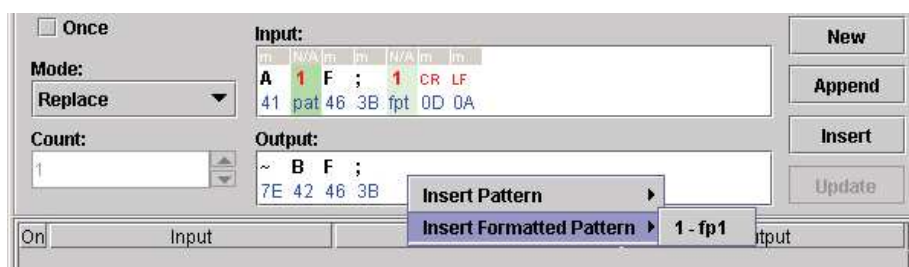 Once
Input:
New
m N/A m m N/A m m
Mode:
A 1 F ; 1 CR LF
Replace
41 pat 46 3B fpt 0D 0A
Append
Count:
Output:
Insert
1
~ B F ;
7E 42 46 3B
Update
Insert Pattern
Insert Formatted Pattern
1 - fp1
On Input tput